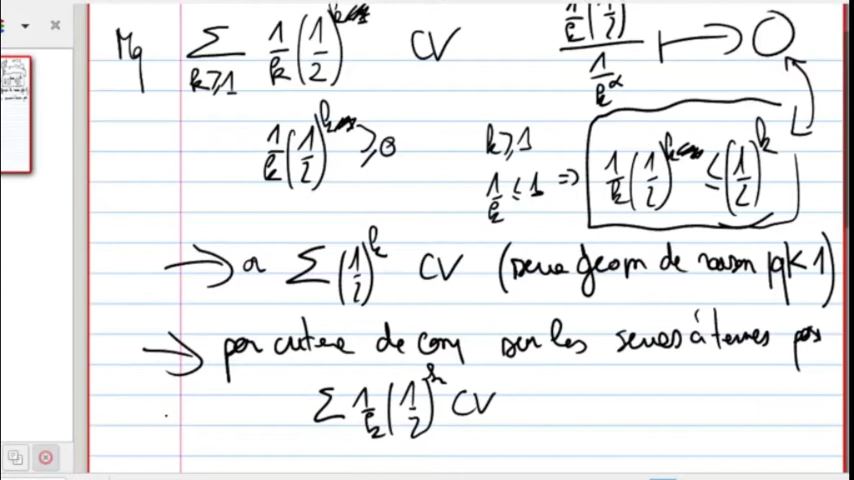 Mq ∑_{k≥1} 1/k (1/2)^k CV (1/k (1/2))/(1/k^α) ↦ 0
1/k (1/2)^k ≥ 0 k≥1
1/k ≤ 1 => 1/k (1/2)^k ≤ (1/2)^k
→ or ∑ (1/2)^k CV (serie geom de raison |q|<1)
→ par critere de comp sur les series à termes pos
∑ 1/k (1/2)^k CV